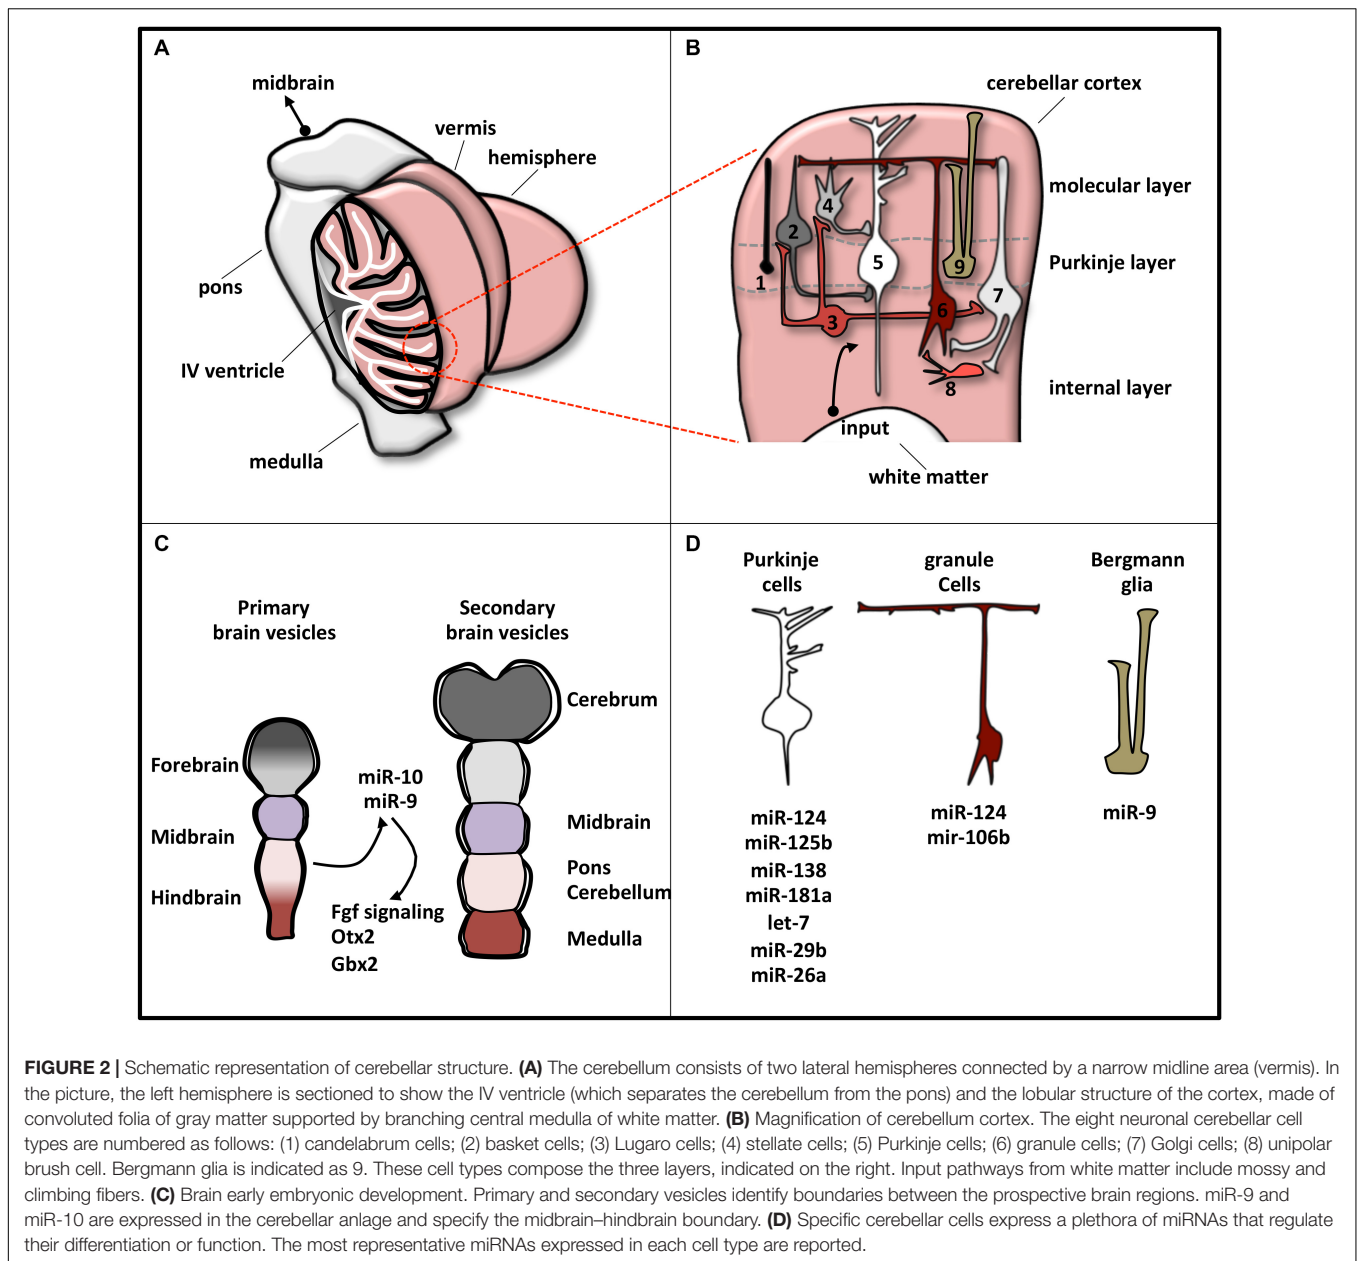 A
midbrain
vermis
hemisphere
pons
IV ventricle
medulla
B
cerebellar cortex
molecular layer
Purkinje layer
internal layer
1
2
3
4
5
6
7
8
9
input
white matter
C
Primary
brain vesicles
Secondary
brain vesicles
Forebrain
Midbrain
Hindbrain
miR-10
miR-9
Fgf signaling
Otx2
Gbx2
Cerebrum
Midbrain
Pons
Cerebellum
Medulla
D
Purkinje
cells
granule
Cells
Bergmann
glia
miR-124
miR-125b
miR-138
miR-181a
let-7
miR-29b
miR-26a
miR-124
mir-106b
miR-9
FIGURE 2 | Schematic representation of cerebellar structure. (A) The cerebellum consists of two lateral hemispheres connected by a narrow midline area (vermis). In
the picture, the left hemisphere is sectioned to show the IV ventricle (which separates the cerebellum from the pons) and the lobular structure of the cortex, made of
convoluted folia of gray matter supported by branching central medulla of white matter. (B) Magnification of cerebellum cortex. The eight neuronal cerebellar cell
types are numbered as follows: (1) candelabrum cells; (2) basket cells; (3) Lugaro cells; (4) stellate cells; (5) Purkinje cells; (6) granule cells; (7) Golgi cells; (8) unipolar
brush cell. Bergmann glia is indicated as 9. These cell types compose the three layers, indicated on the right. Input pathways from white matter include mossy and
climbing fibers. (C) Brain early embryonic development. Primary and secondary vesicles identify boundaries between the prospective brain regions. miR-9 and
miR-10 are expressed in the cerebellar anlage and specify the midbrain–hindbrain boundary. (D) Specific cerebellar cells express a plethora of miRNAs that regulate
their differentiation or function. The most representative miRNAs expressed in each cell type are reported.